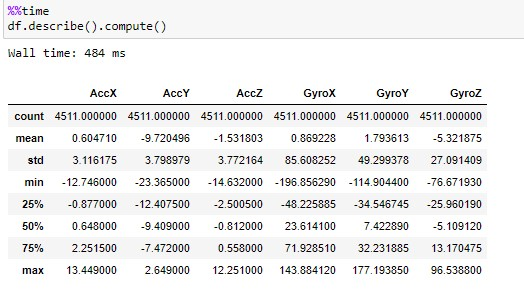 %%time
df.describe().compute()
Wall time: 484 ms
AccX AccY AccZ GyroX GyroY GyroZ
count 4511.000000 4511.000000 4511.000000 4511.000000 4511.000000 4511.000000
mean 0.604710 -9.720496 -1.531803 0.869228 1.793613 -5.321875
std 3.116175 3.798979 3.772164 85.608252 49.299378 27.091409
min -12.746000 -23.365000 -14.632000 -196.856290 -114.904400 -76.671930
25% -0.877000 -12.407500 -2.500500 -48.225885 -34.546745 -25.960190
50% 0.648000 -9.409000 -0.812000 23.614100 7.422890 -5.109120
75% 2.251500 -7.472000 0.558000 71.928510 32.231885 13.170475
max 13.449000 2.649000 12.251000 143.884120 177.193850 96.538800